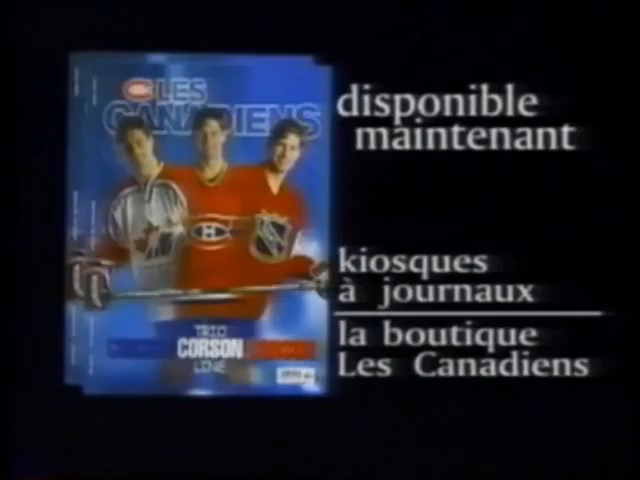 LES
CANADIENS
disponible
maintenant
kiosques
à journaux
la boutique
Les Canadiens
TRIO
CORSON
LINE